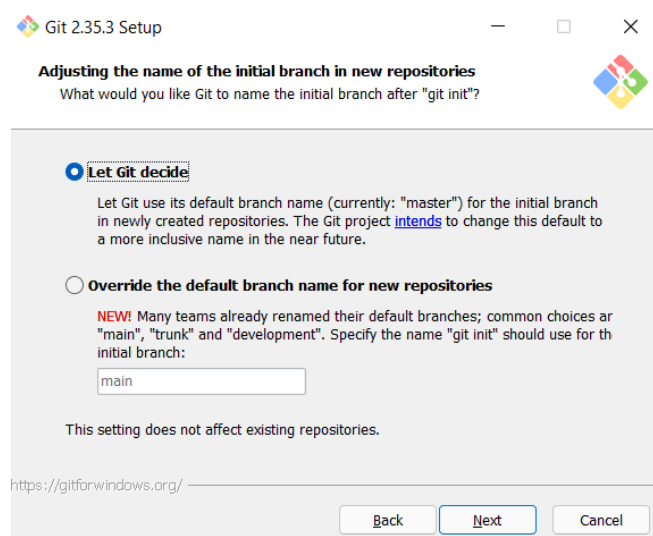 Git 2.35.3 Setup
Adjusting the name of the initial branch in new repositories
What would you like Git to name the initial branch after "git init"?
Let Git decide
Let Git use its default branch name (currently: "master") for the initial branch
in newly created repositories. The Git project intends to change this default to
a more inclusive name in the near future.
Override the default branch name for new repositories
NEW! Many teams already renamed their default branches; common choices ar
"main", "trunk" and "development". Specify the name "git init" should use for th
initial branch:
main
This setting does not affect existing repositories.
https://gitforwindows.org/
Back
Next
Cancel